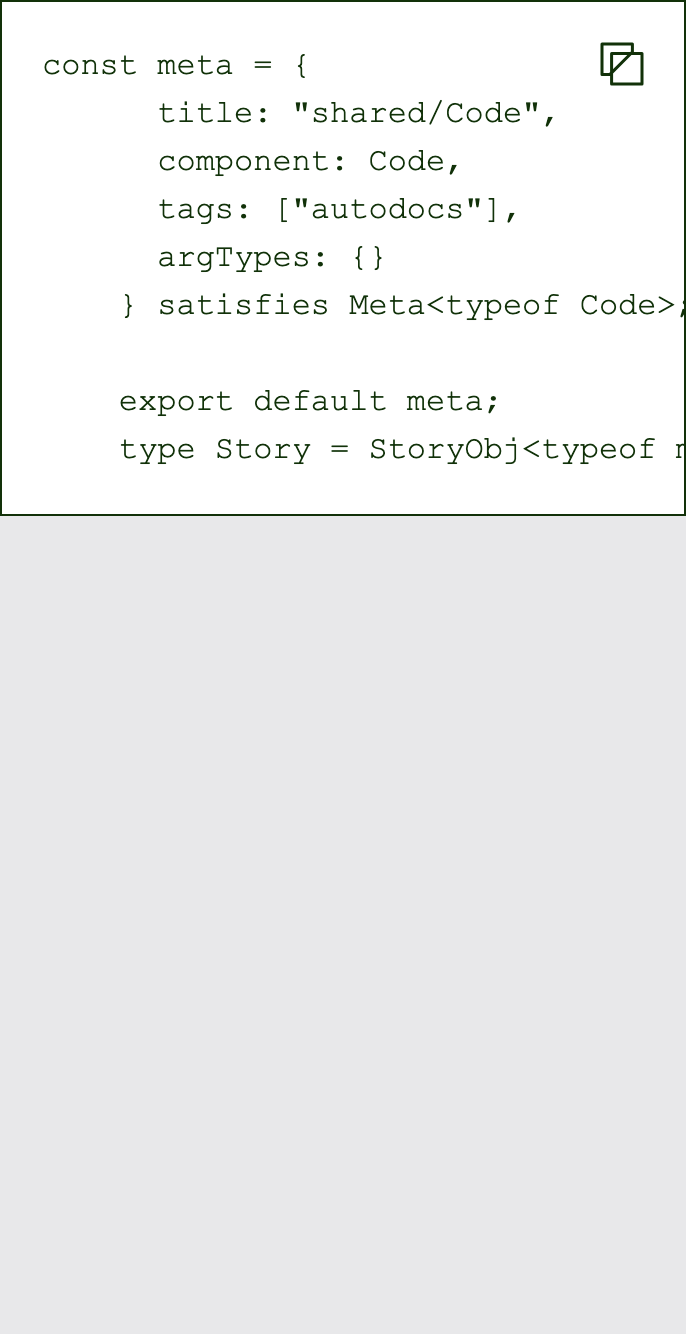 const meta = {
      title: "shared/Code",
      component: Code,
      tags: ["autodocs"],
      argTypes: {}
    } satisfies Meta<typeof Code>;

    export default meta;
    type Story = StoryObj<typeof